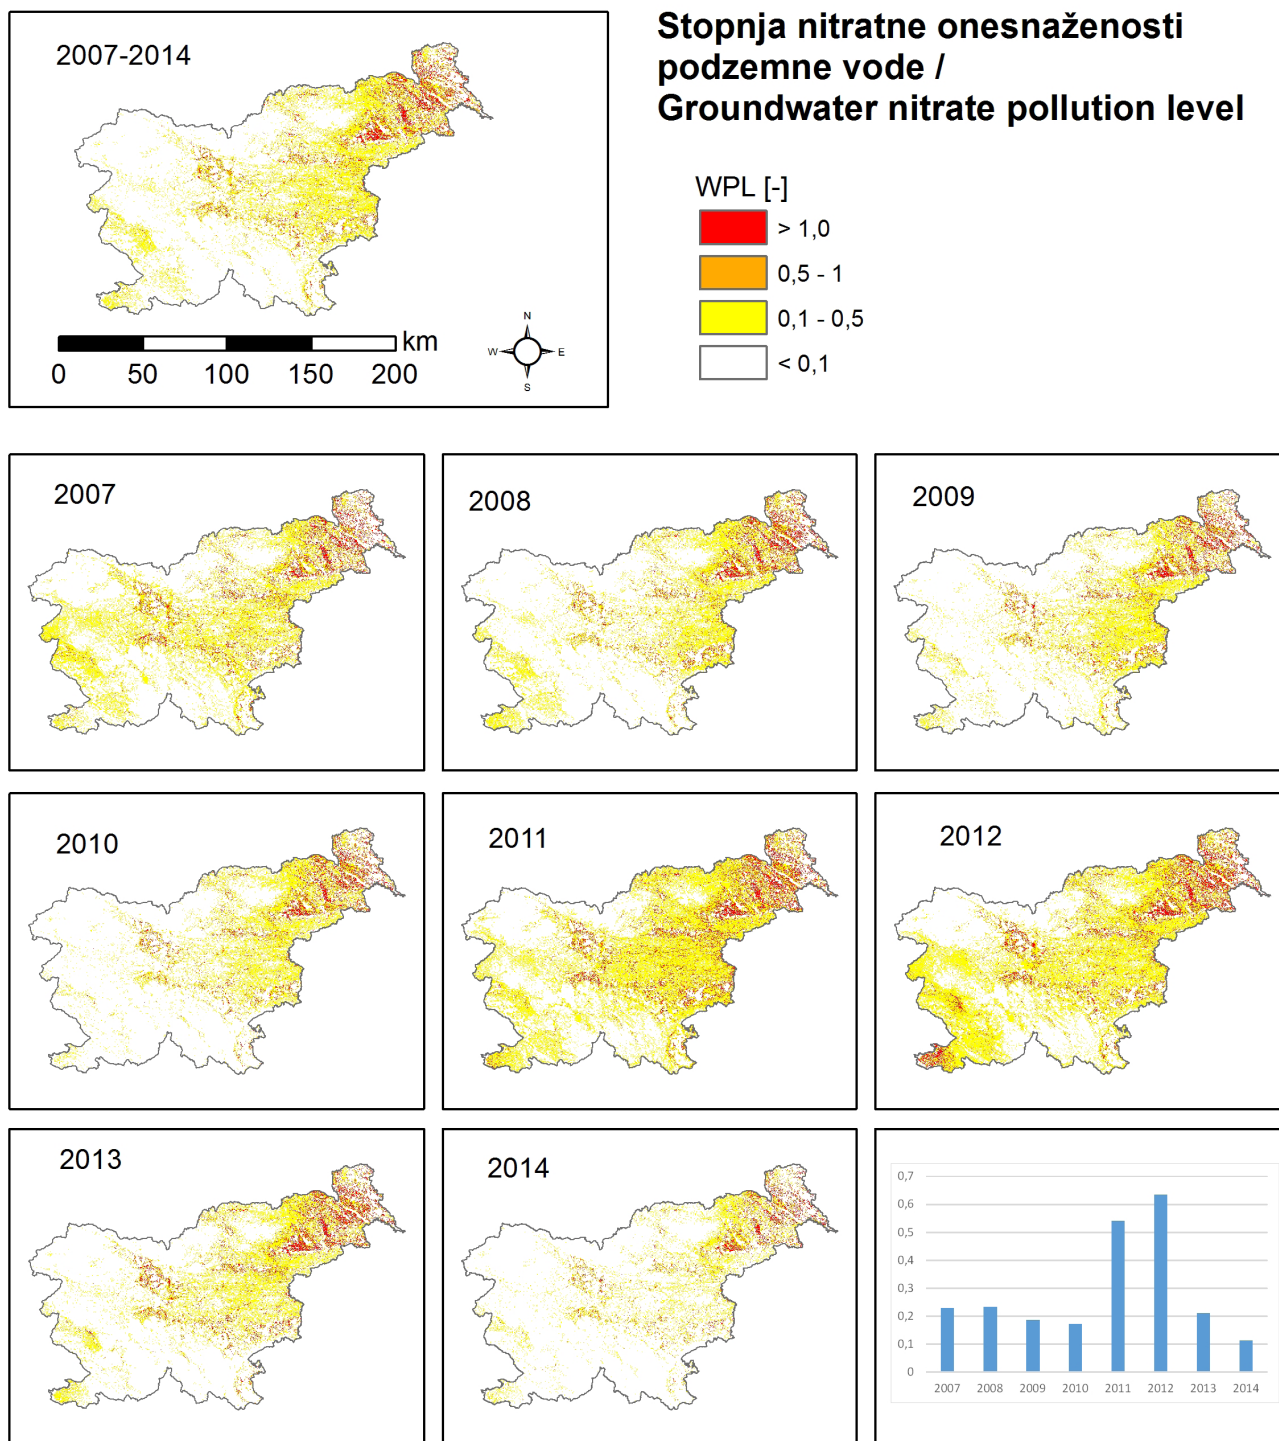 Stopnja nitratne onesnaženosti
podzemne vode /
Groundwater nitrate pollution level
2007-2014
WPL [-]
> 1,0
0,5 - 1
0,1 - 0,5
< 0,1
N
W E
S
km
0 50 100 150 200
2007
2008
2009
2010
2011
2012
2013
2014
0,7
0,6
0,5
0,4
0,3
0,2
0,1
0
2007 2008 2009 2010 2011 2012 2013 2014